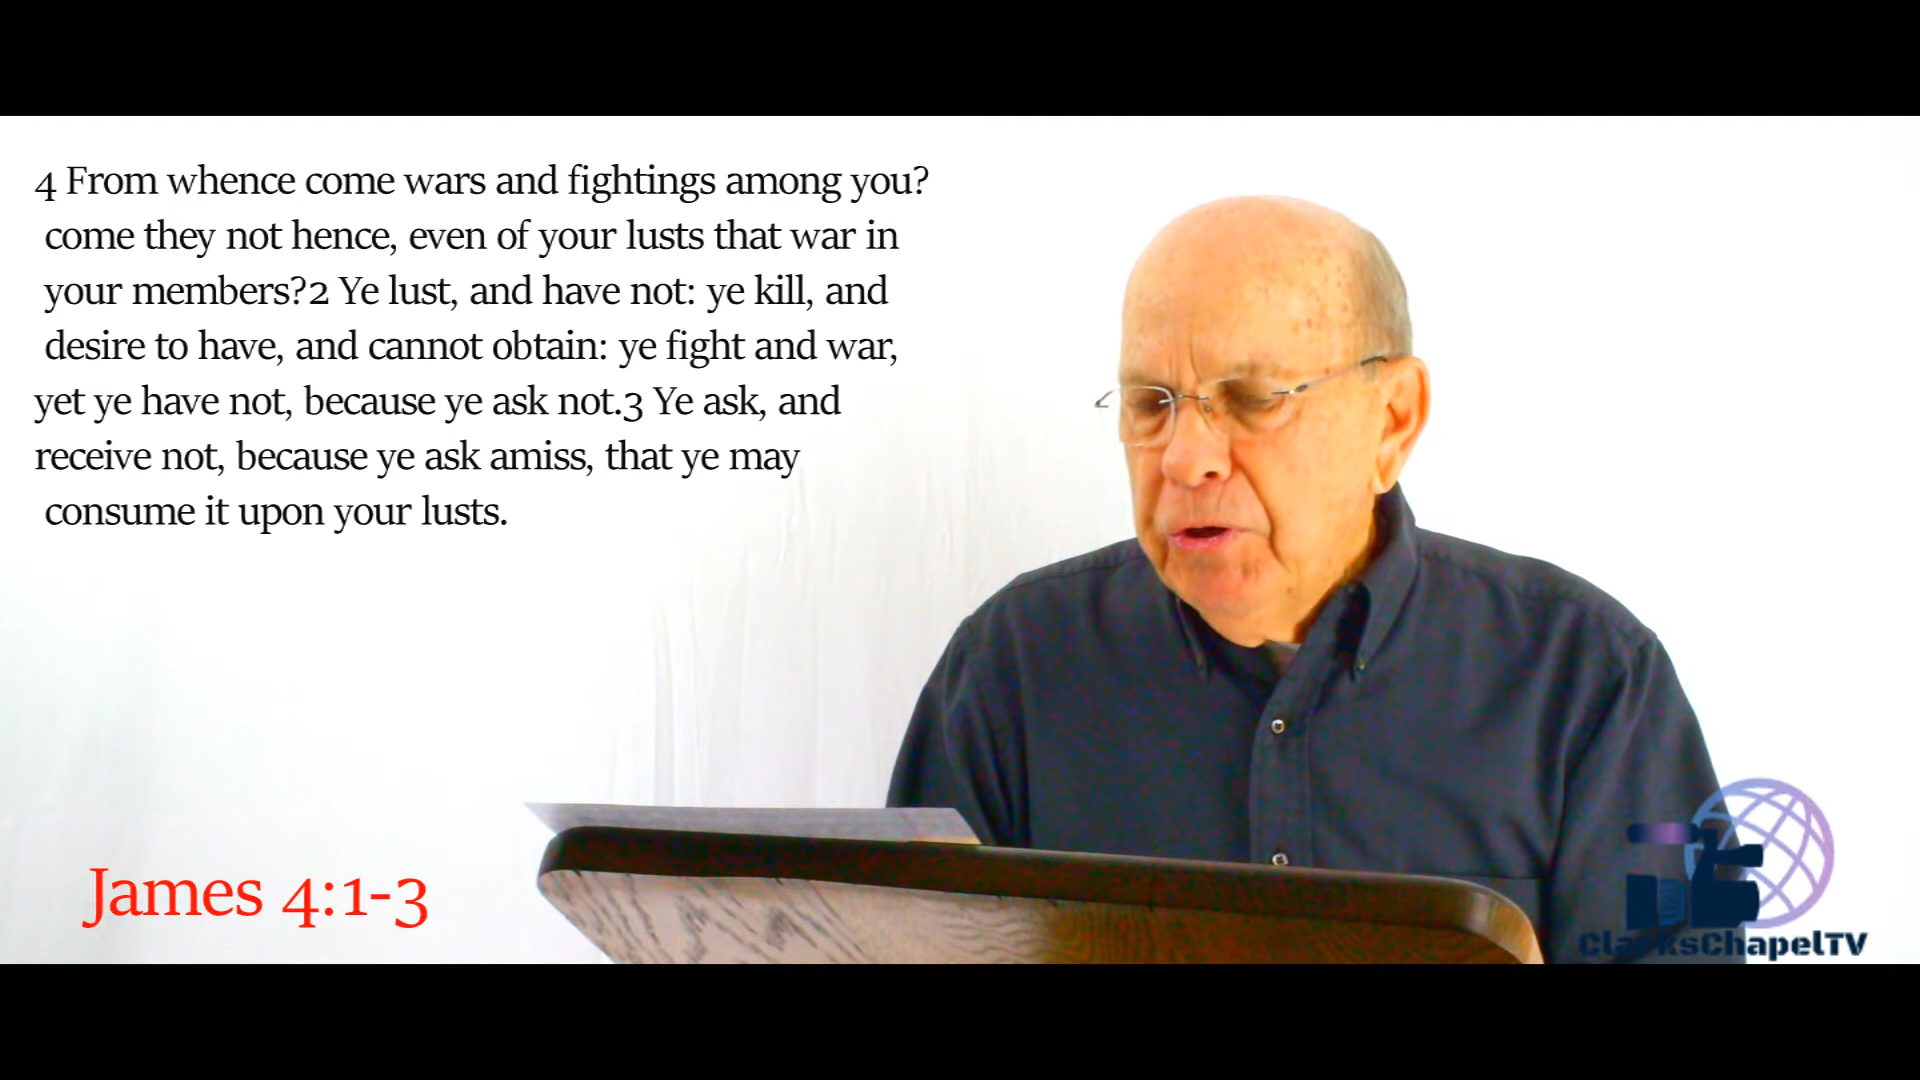 4 From whence come wars and fightings among you?
come they not hence, even of your lusts that war in
your members?2 Ye lust, and have not: ye kill, and
desire to have, and cannot obtain: ye fight and war,
yet ye have not, because ye ask not.3 Ye ask, and
receive not, because ye ask amiss, that ye may
consume it upon your lusts.
James 4:1-3
ClarksChapelTV